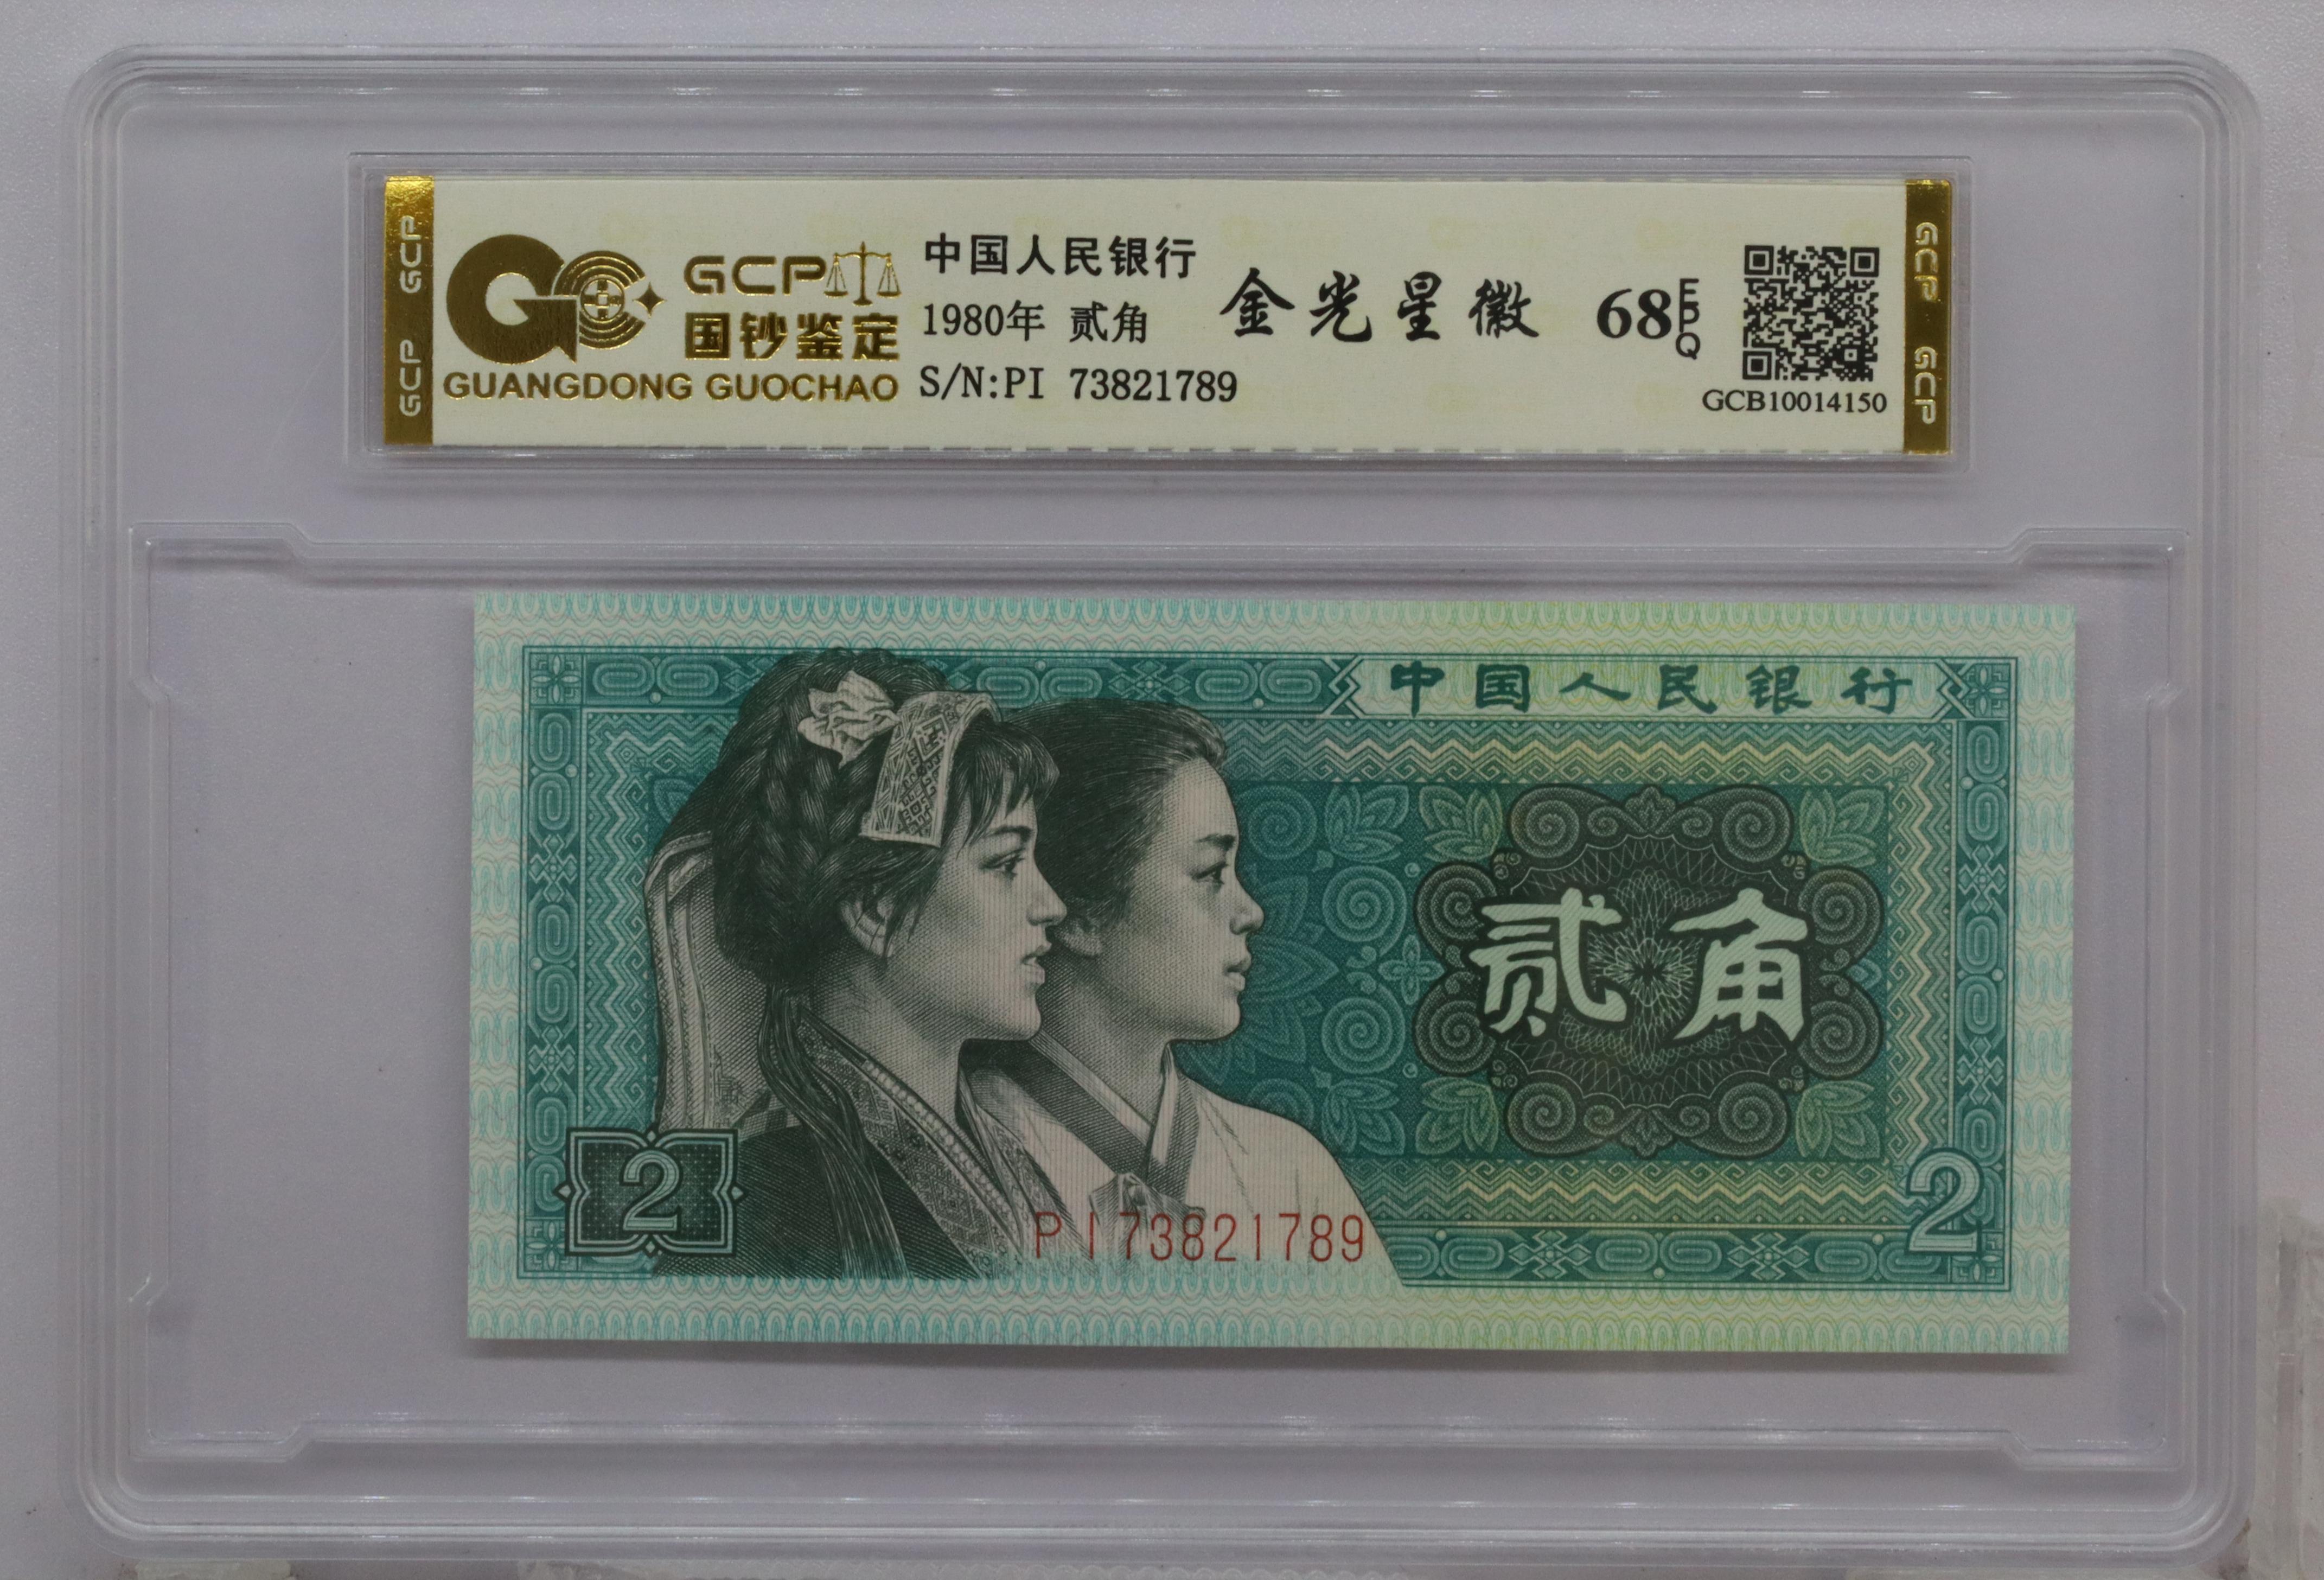 GCP GCP
GCP
国钞鉴定
GUANGDONG GUOCHAO
中国人民银行
1980年 贰角
S/N:PI 73821789
金光星徽
68 EPQ
GCB10014150
GCP GCP
中国人民银行
贰角
2
PI73821789
2